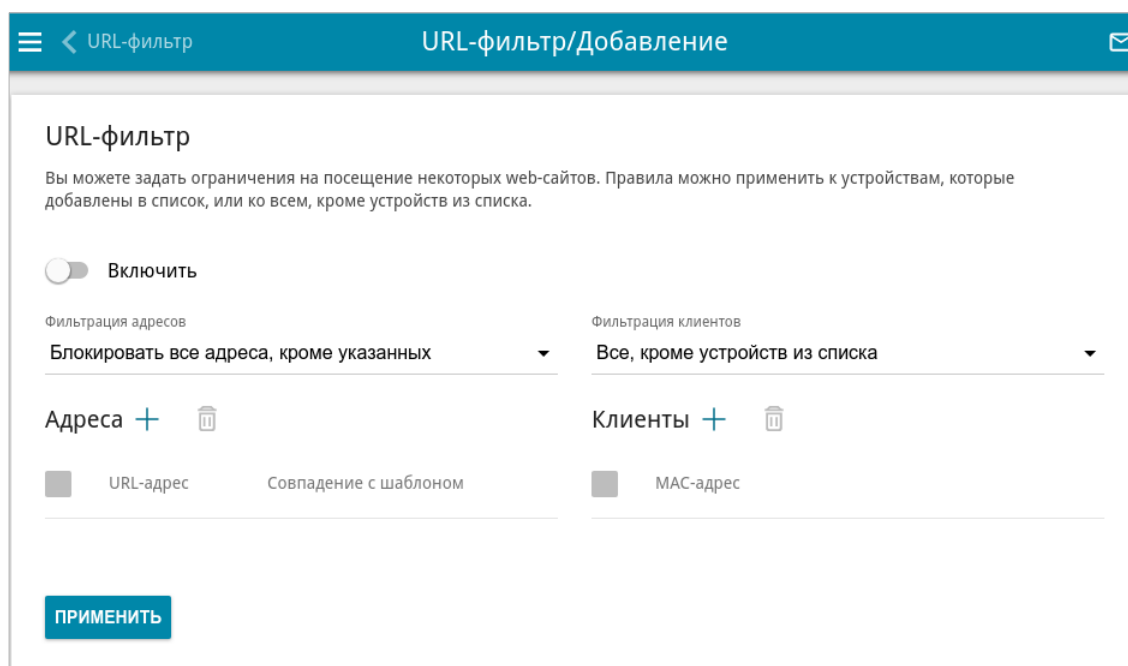 URL-фильтр
URL-фильтр/Добавление
URL-фильтр
Вы можете задать ограничения на посещение некоторых web-сайтов. Правила можно применить к устройствам, которые
добавлены в список, или ко всем, кроме устройств из списка.
Включить
Фильтрация адресов
Блокировать все адреса, кроме указанных
Фильтрация клиентов
Все, кроме устройств из списка
Адреса
URL-адрес
Совпадение с шаблоном
Клиенты
MAC-адрес
ПРИМЕНИТЬ